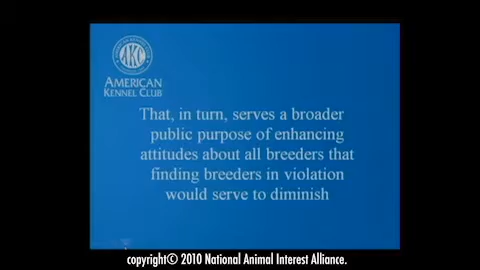 AKC
AMERICAN
KENNEL CLUB
That, in turn, serves a broader
public purpose of enhancing
attitudes about all breeders that
finding breeders in violation
would serve to diminish
copyright© 2010 National Animal Interest Alliance.